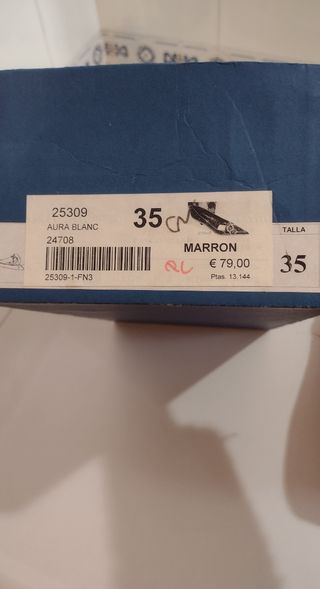 25309
35
AURA BLANC
24708
MARRON
€ 79,00
25309-1-FN3
Ptas. 13.144
TALLA
35